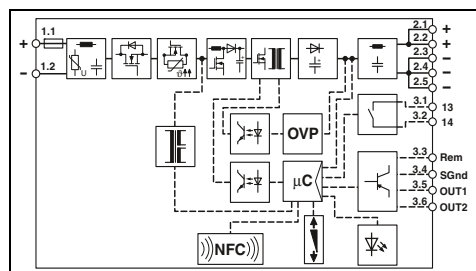 + 1.1
− 1.2
U
ϑ
2.1 +
2.2 +
2.3 −
2.4 −
2.5 −
3.1 13
3.2 14
OVP
μC
3.3 Rem
3.4 SGnd
3.5 OUT1
3.6 OUT2
NFC